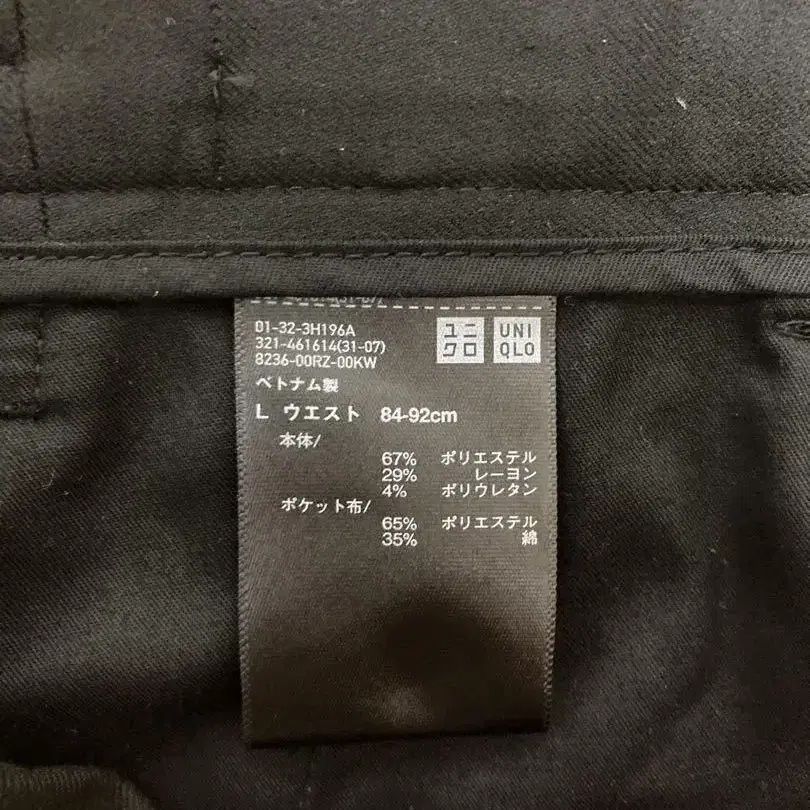 01-32-3H196A
321-461614(31-07)
8236-00RZ-00KW
ユニ
クロ
UNI
QLO
ベトナム製
L ウエスト 84-92cm
本体/
67% ポリエステル
29% レーヨン
4% ポリウレタン
ポケット布/
65% ポリエステル
35% 綿